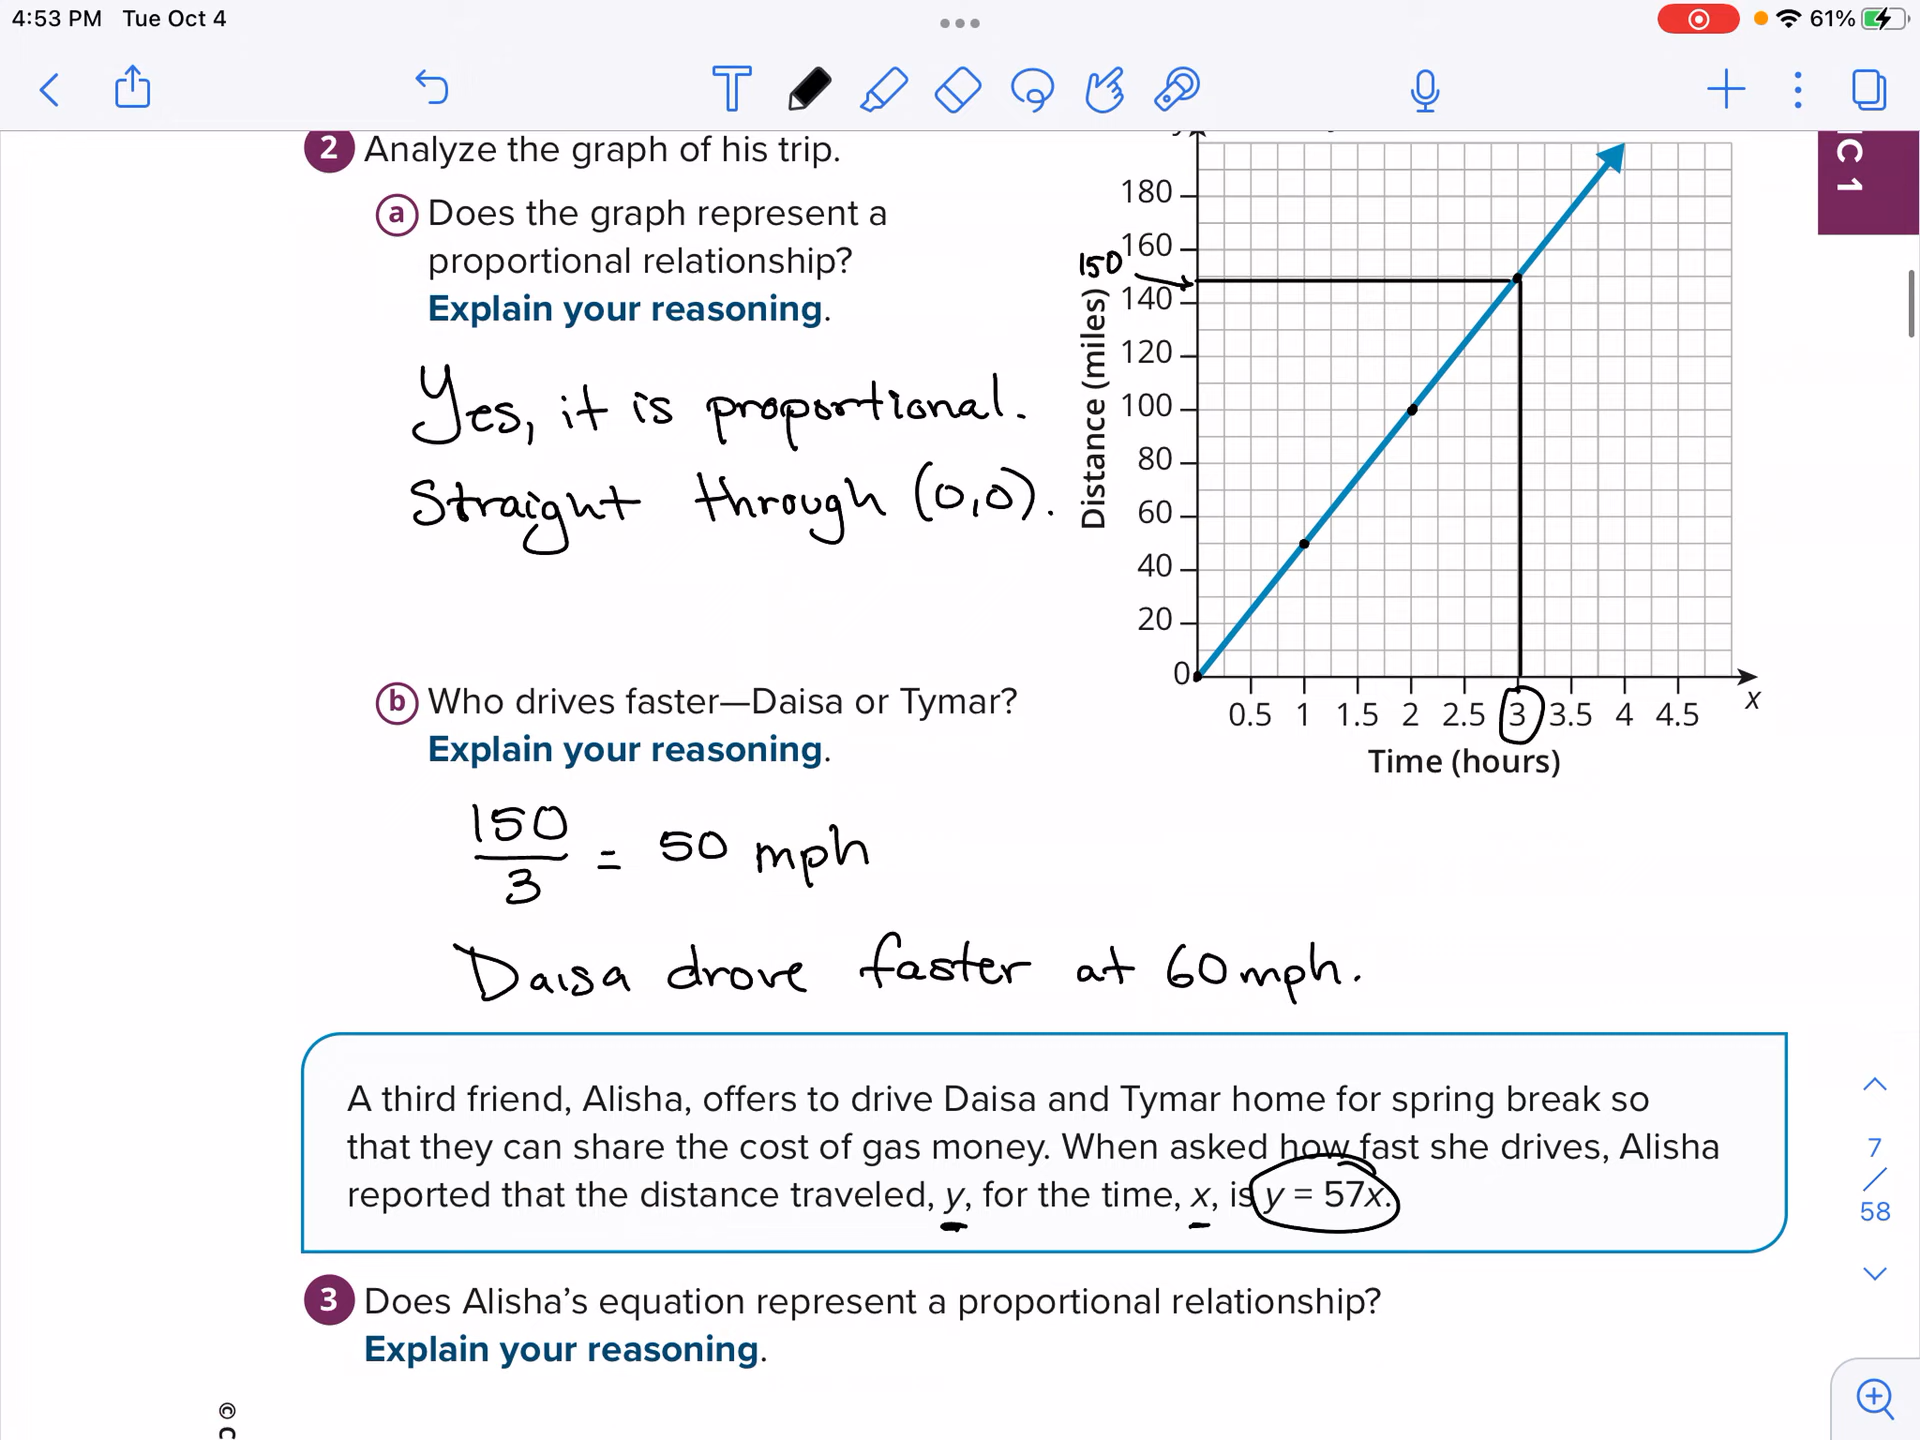 4:53 PM Tue Oct 4
61%
2 Analyze the graph of his trip.
a Does the graph represent a
proportional relationship?
Explain your reasoning.
Yes, it is proportional.
Straight through (0,0).
180
160
150
140
120
100
80
60
40
20
0
Distance (miles)
0.5 1 1.5 2 2.5 3 3.5 4 4.5
x
Time (hours)
C 1
b Who drives faster—Daisa or Tymar?
Explain your reasoning.
150
3
= 50 mph
Daisa drove faster at 60mph.
A third friend, Alisha, offers to drive Daisa and Tymar home for spring break so
that they can share the cost of gas money. When asked how fast she drives, Alisha
reported that the distance traveled, y, for the time, x, is y = 57x.
7
/
58
3 Does Alisha's equation represent a proportional relationship?
Explain your reasoning.
©